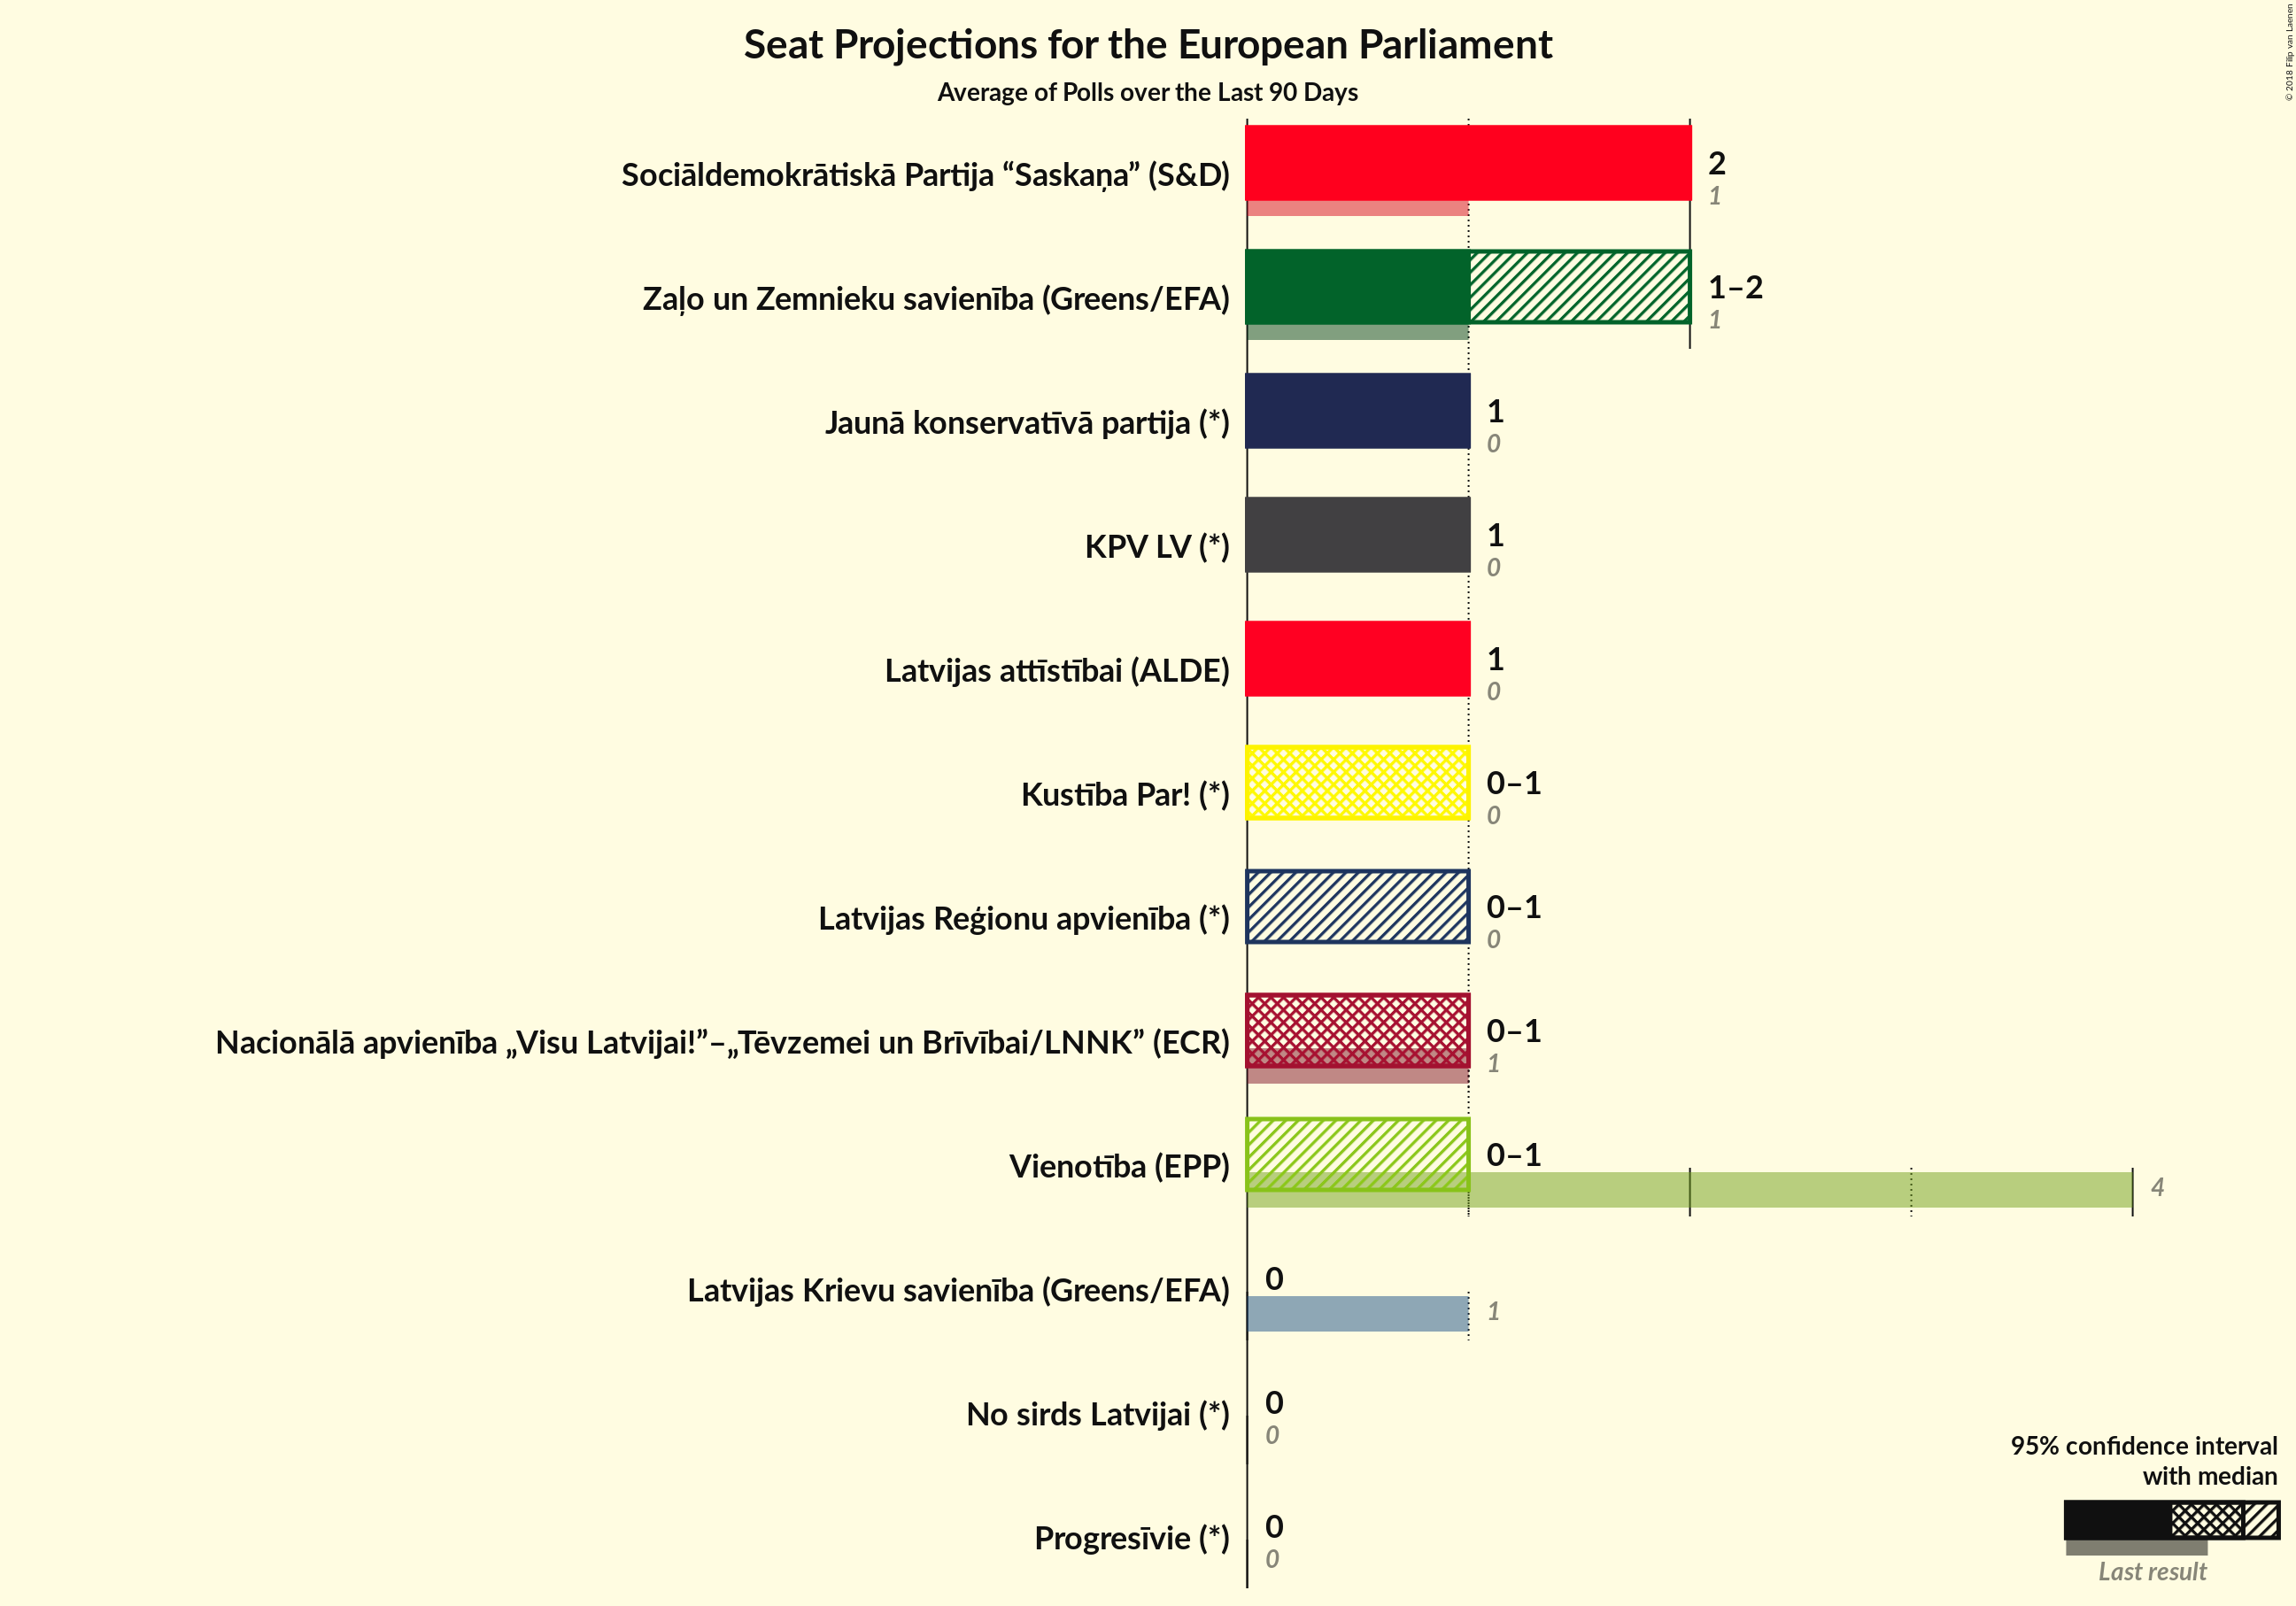 Seat Projections for the European Parliament
Average of Polls over the Last 90 Days
© 2018 Filip van Laenen
Sociāldemokrātiskā Partija “Saskaņa” (S&D)
2
1
Zaļo un Zemnieku savienība (Greens/EFA)
1–2
1
Jaunā konservatīvā partija (*)
1
0
KPV LV (*)
1
0
Latvijas attīstībai (ALDE)
1
0
Kustība Par! (*)
0–1
0
Latvijas Reģionu apvienība (*)
0–1
0
Nacionālā apvienība „Visu Latvijai!”–„Tēvzemei un Brīvībai/LNNK” (ECR)
0–1
1
Vienotība (EPP)
0–1
4
Latvijas Krievu savienība (Greens/EFA)
0
1
No sirds Latvijai (*)
0
0
Progresīvie (*)
0
0
95% confidence interval
with median
Last result